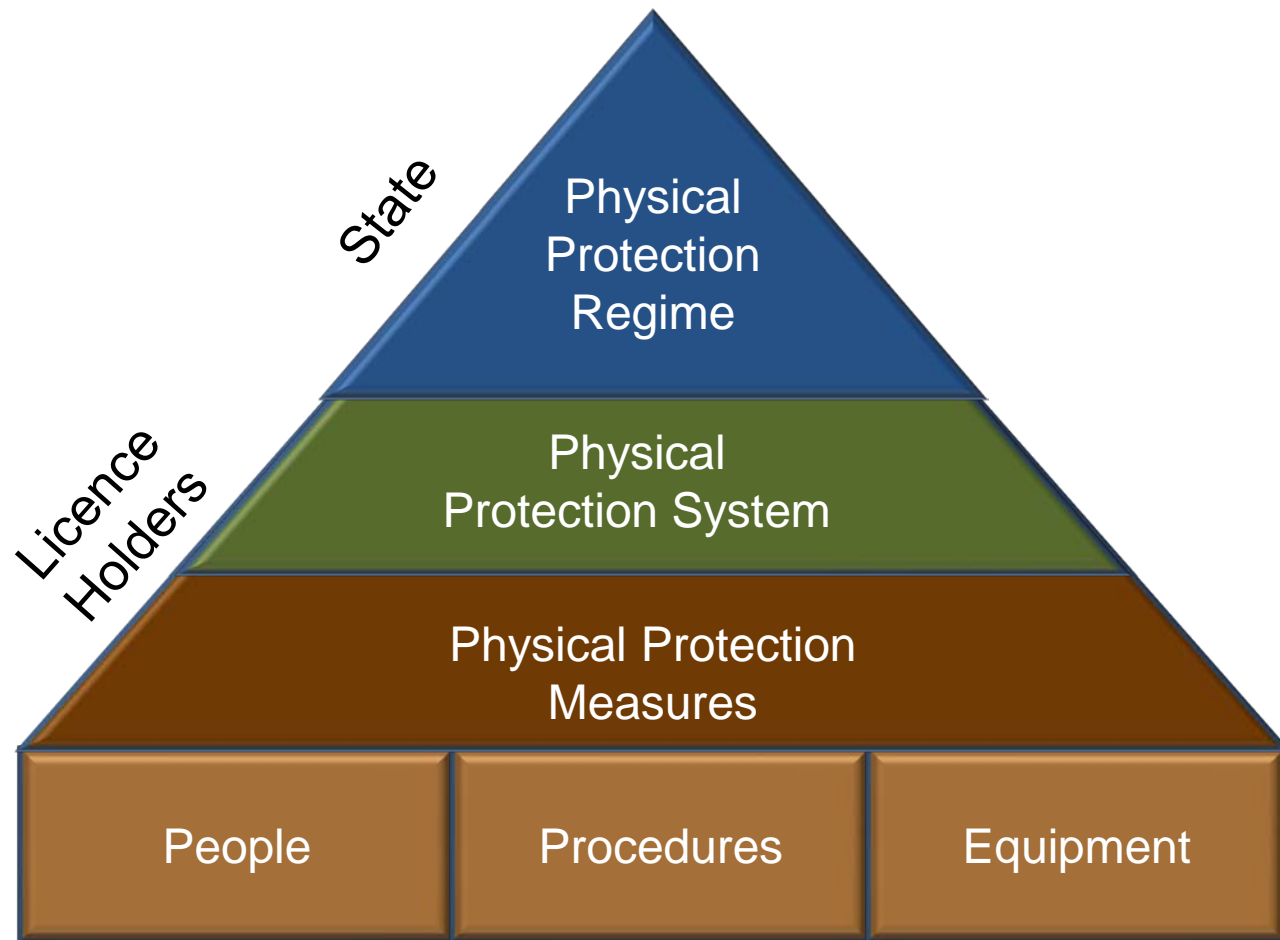 State
Physical
Protection
Regime
Licence
Holders
Physical
Protection System
Physical Protection
Measures
People
Procedures
Equipment